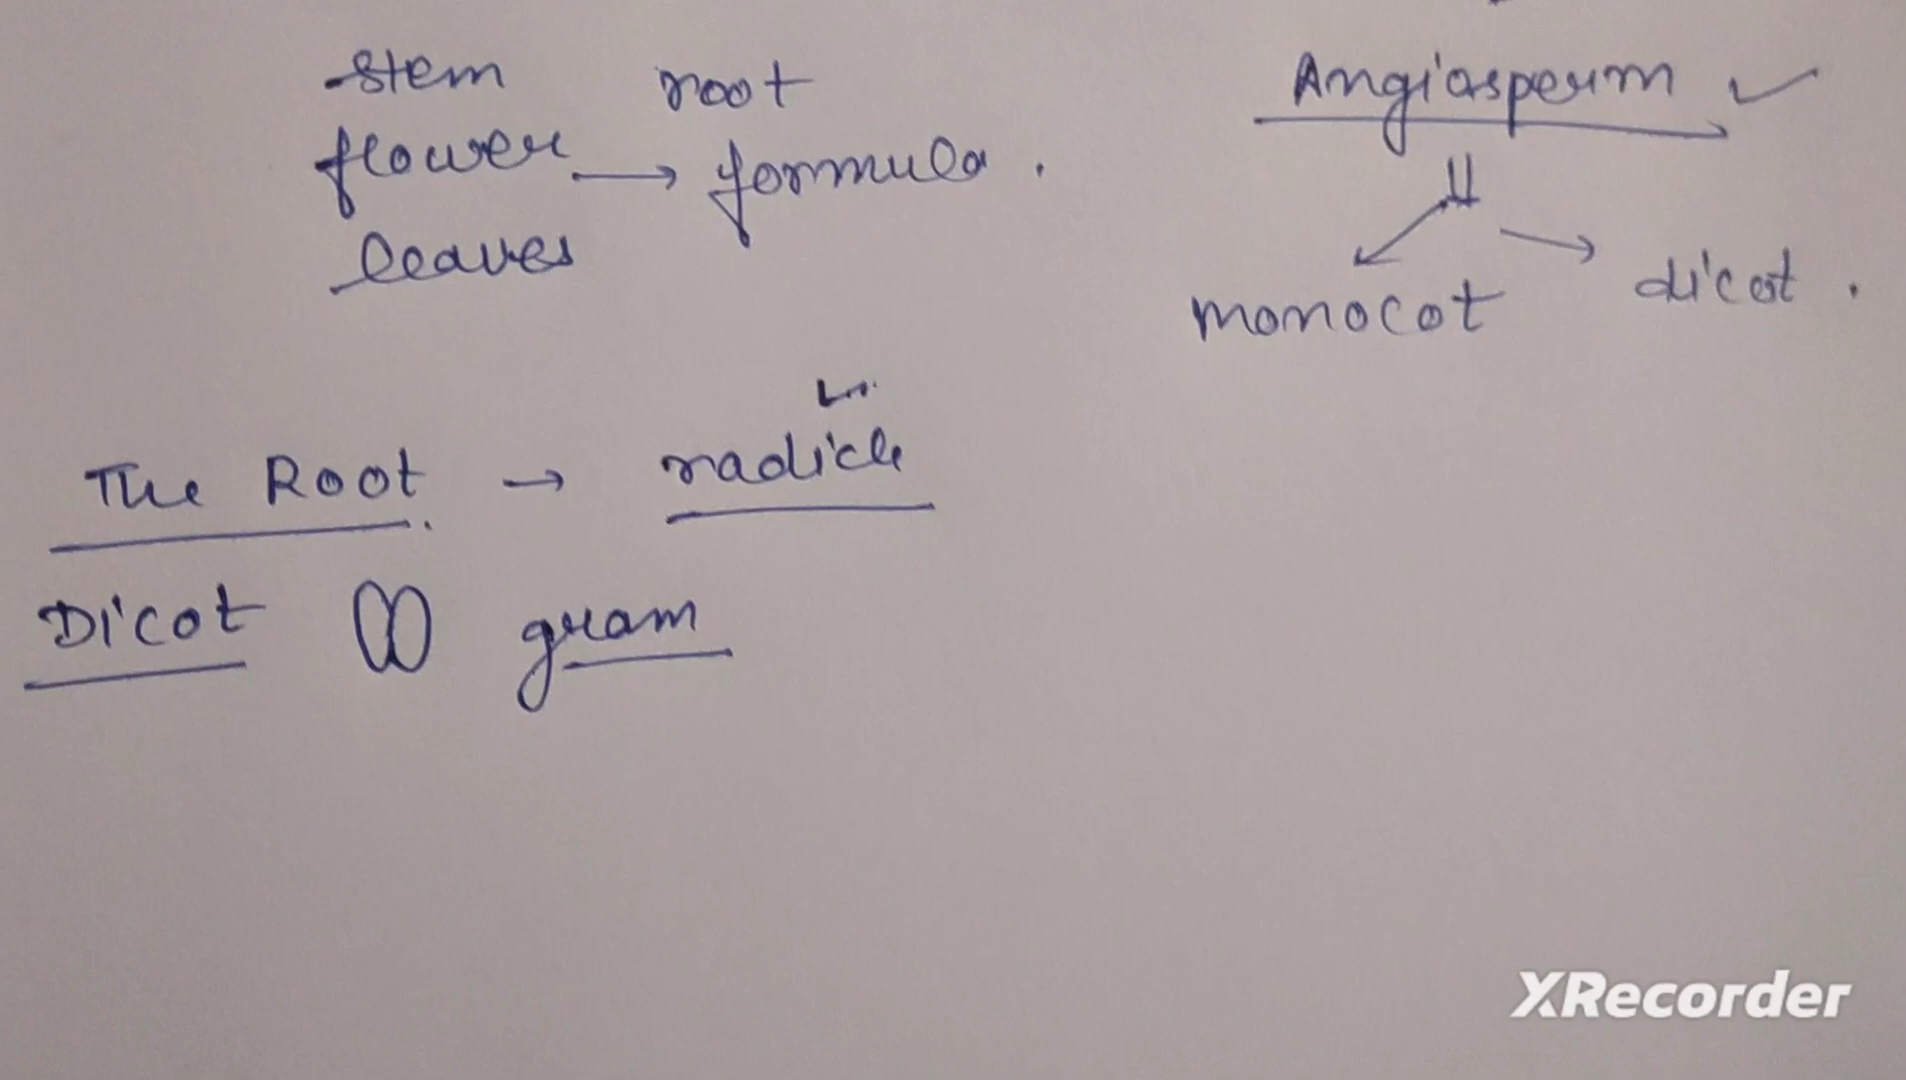 stem root
flower → formula .
leaves
Angiosperm ✓
monocot dicot .
The Root. → radicle
Dicot gram
XRecorder